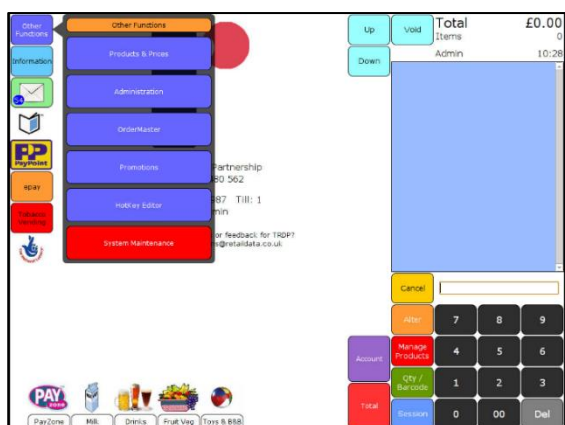 Other
Functions
Other Functions
Products & Prices
Administration
OrderMaster
Promotions
HotKey Editor
System Maintenance
Information
54
PayPoint
epay
Tobacco
Vending
Partnership
80 562
987 Till: 1
min
or feedback for TRDP?
s@retaildata.co.uk
Up
Void
Total
£0.00
Items
0
Down
Admin
10:28
Cancel
Alter
7
8
9
Account
Manage
Products
4
5
6
Qty /
Barcode
1
2
3
Total
Session
0
00
Del
PAY
ZONE
PayZone
Milk
Drinks
Fruit Veg
Toys & BBB